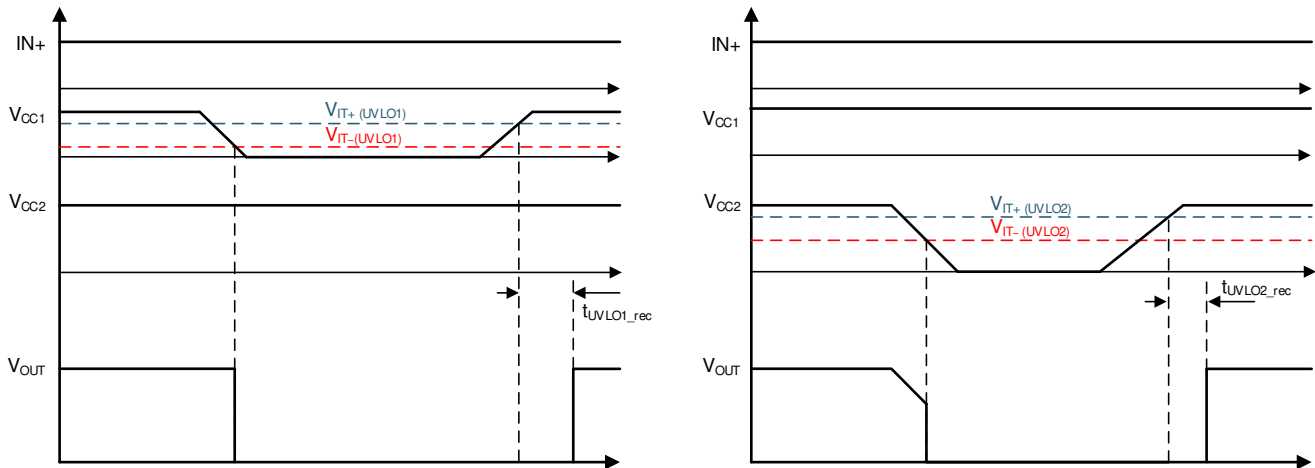 IN+
VCC1
VIT+ (UVLO1)
VIT−(UVLO1)
VCC2
tUVLO1_rec
VOUT
IN+
VCC1
VCC2
VIT+ (UVLO2)
VIT− (UVLO2)
tUVLO2_rec
VOUT